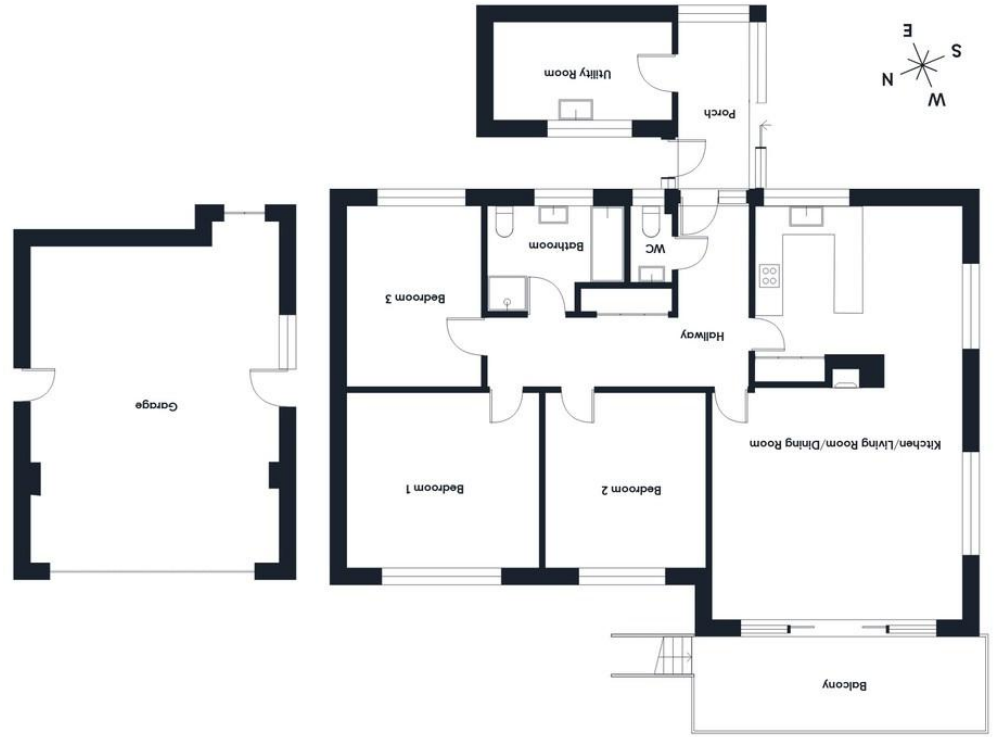 Balcony
Bedroom 2
Bedroom 1
Kitchen/Living Room/Dining Room
Garage
Hallway
Bedroom 3
WC
Bathroom
Porch
Utility Room
W
N
S
E